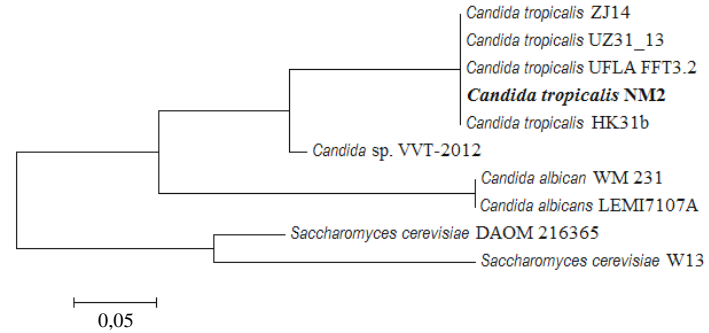 Candida tropicalis ZJ14
Candida tropicalis UZ31_13
Candida tropicalis UFLA FFT3.2
Candida tropicalis NM2
Candida tropicalis HK31b
Candida sp. VVT-2012
Candida albican WM 231
Candida albicans LEMI7107A
Saccharomyces cerevisiae DAOM 216365
Saccharomyces cerevisiae W13
0,05